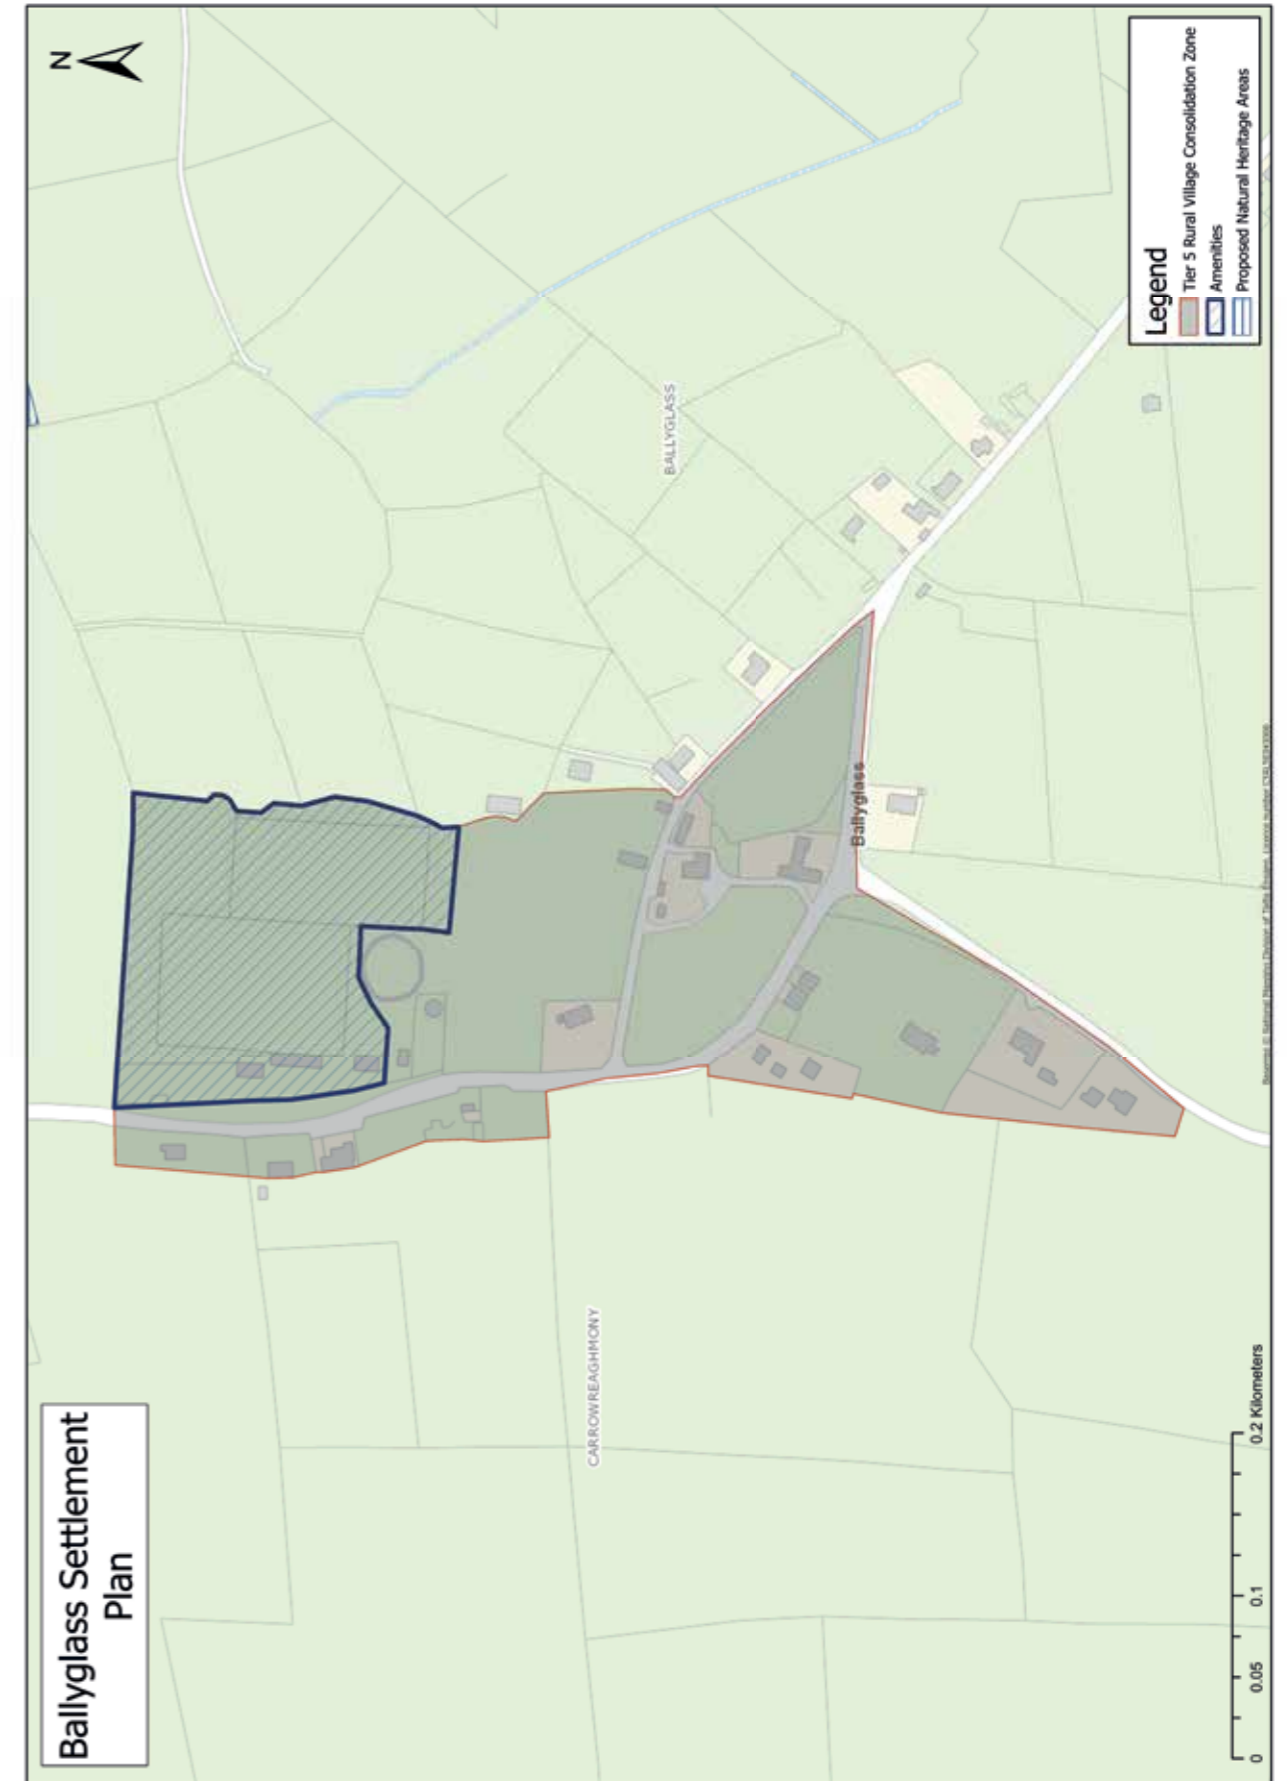 Ballyglass Settlement
Plan
N
BALLYGLASS
CARROWREAGHMONY
Ballyglass
Legend
Tier 5 Rural Village Consolidation Zone
Amenities
Proposed Natural Heritage Areas
0 0.05 0.1 0.2 Kilometers